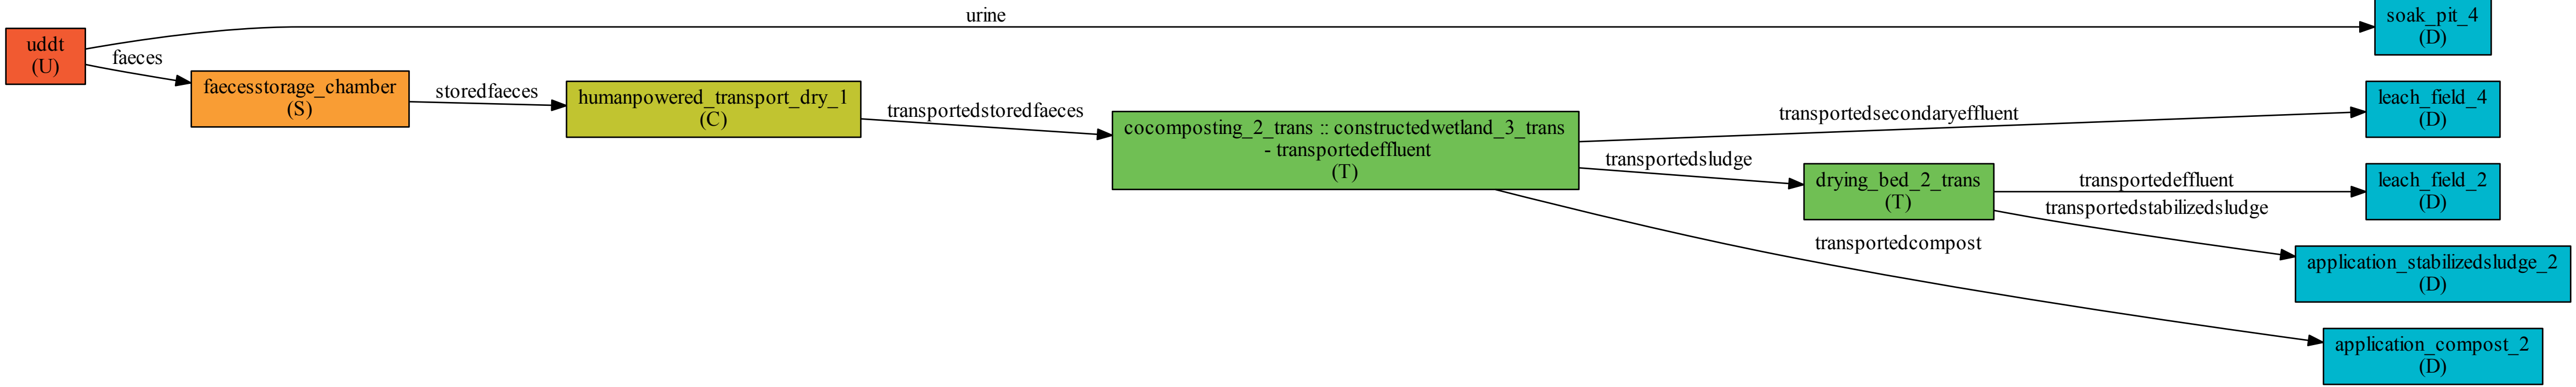 urine
soak_pit_4
(D)
uddt
(U)
faeces
faecesstorage_chamber
(S)
storedfaeces
humanpowered_transport_dry_1
(C)
transportedstoredfaeces
cocomposting_2_trans :: constructedwetland_3_trans
- transportedeffluent
(T)
transportedsecondaryeffluent
leach_field_4
(D)
transportedsludge
drying_bed_2_trans
(T)
transportedeffluent
leach_field_2
(D)
transportedstabilizedsludge
application_stabilizedsludge_2
(D)
transportedcompost
application_compost_2
(D)